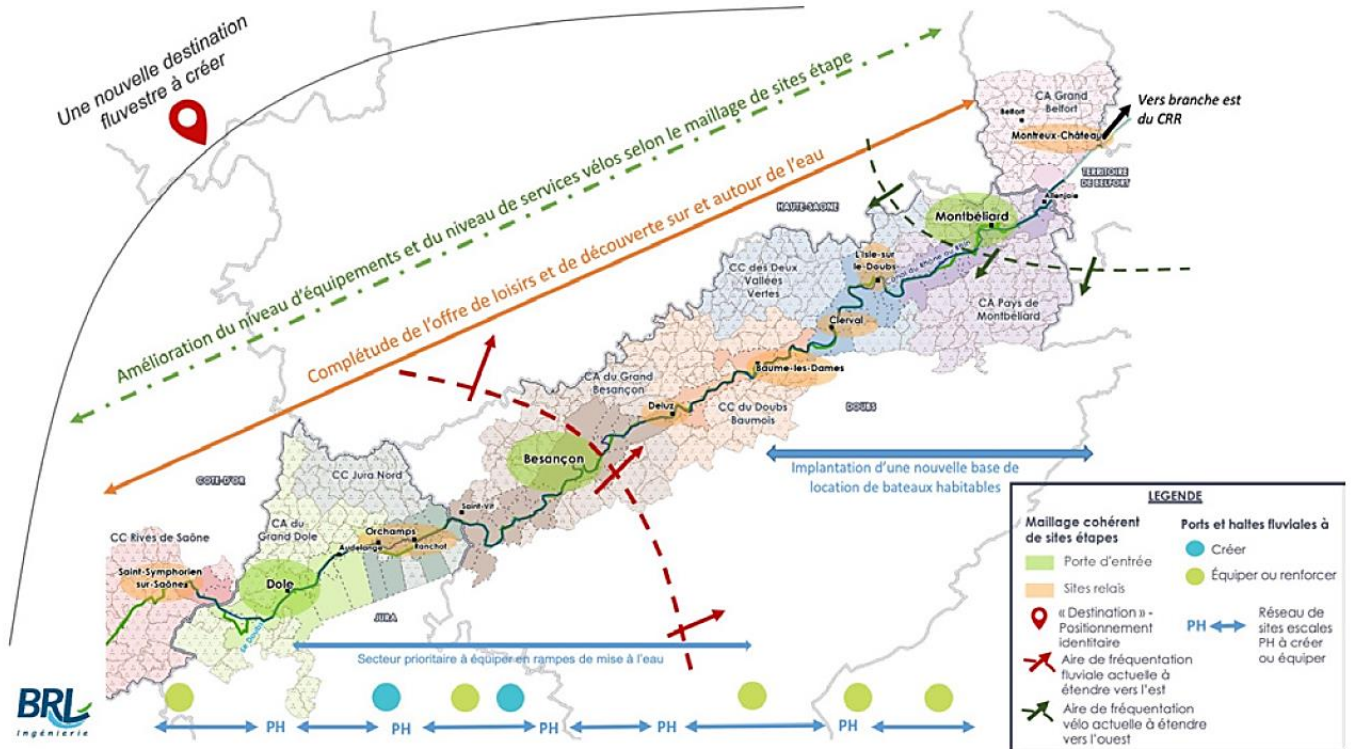 Une nouvelle destination
fluvestre à créer
Amélioration du niveau d'équipements et du niveau de services vélos selon le maillage de sites étape
Complétude de l'offre de loisirs et de découverte sur et autour de l'eau
CA Grand
Belfort
Belfort
Montreux-Château
Vers branche est
du CRR
TERRITOIRE
DE BELFORT
Allenjoie
HAUTE-SAONE
Montbéliard
L'Isle-sur
le-Doubs
Canal du Rhône au Rhin
CC des Deux
Vallées
Vertes
CA Pays de
Montbéliard
Clerval
Baume-les-Dames
CA du Grand
Besançon
Deluz
CC du Doubs
Baumois
DOUBS
Besançon
Implantation d'une nouvelle base de
location de bateaux habitables
COTE-D'OR
CC Jura Nord
Saint-Vit
CA du
Grand Dole
Orchamps
Audelange
Ranchot
CC Rives de Saône
Saint-Symphorien
sur-Saône
Dole
JURA
Le Doubs
Secteur prioritaire à équiper en rampes de mise à l'eau
PH
PH
PH
PH
PH
BRL
Ingénierie
LEGENDE
Maillage cohérent
de sites étapes
Porte d'entrée
Sites relais
« Destination » -
Positionnement
identitaire
Aire de fréquentation
fluviale actuelle à
étendre vers l'est
Aire de fréquentation
vélo actuelle à étendre
vers l'ouest
Ports et haltes fluviales à
Créer
Équiper ou renforcer
PH
Réseau de
sites escales
PH à créer
ou équiper